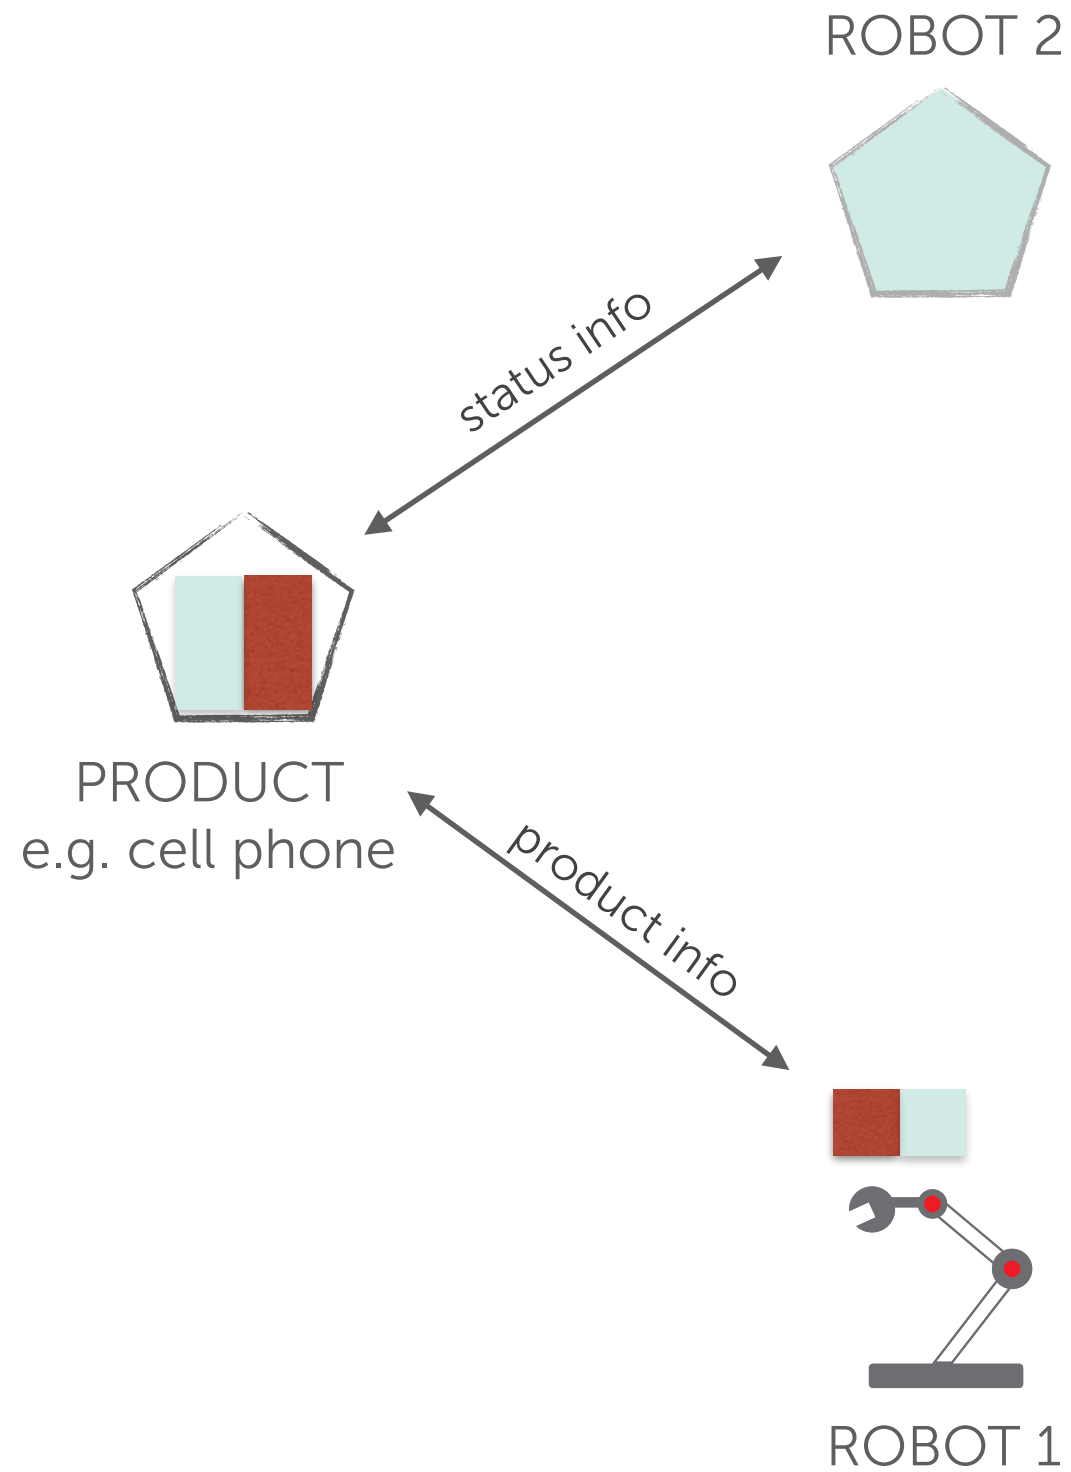 ROBOT 2
status info
PRODUCT
e.g. cell phone
product info
ROBOT 1